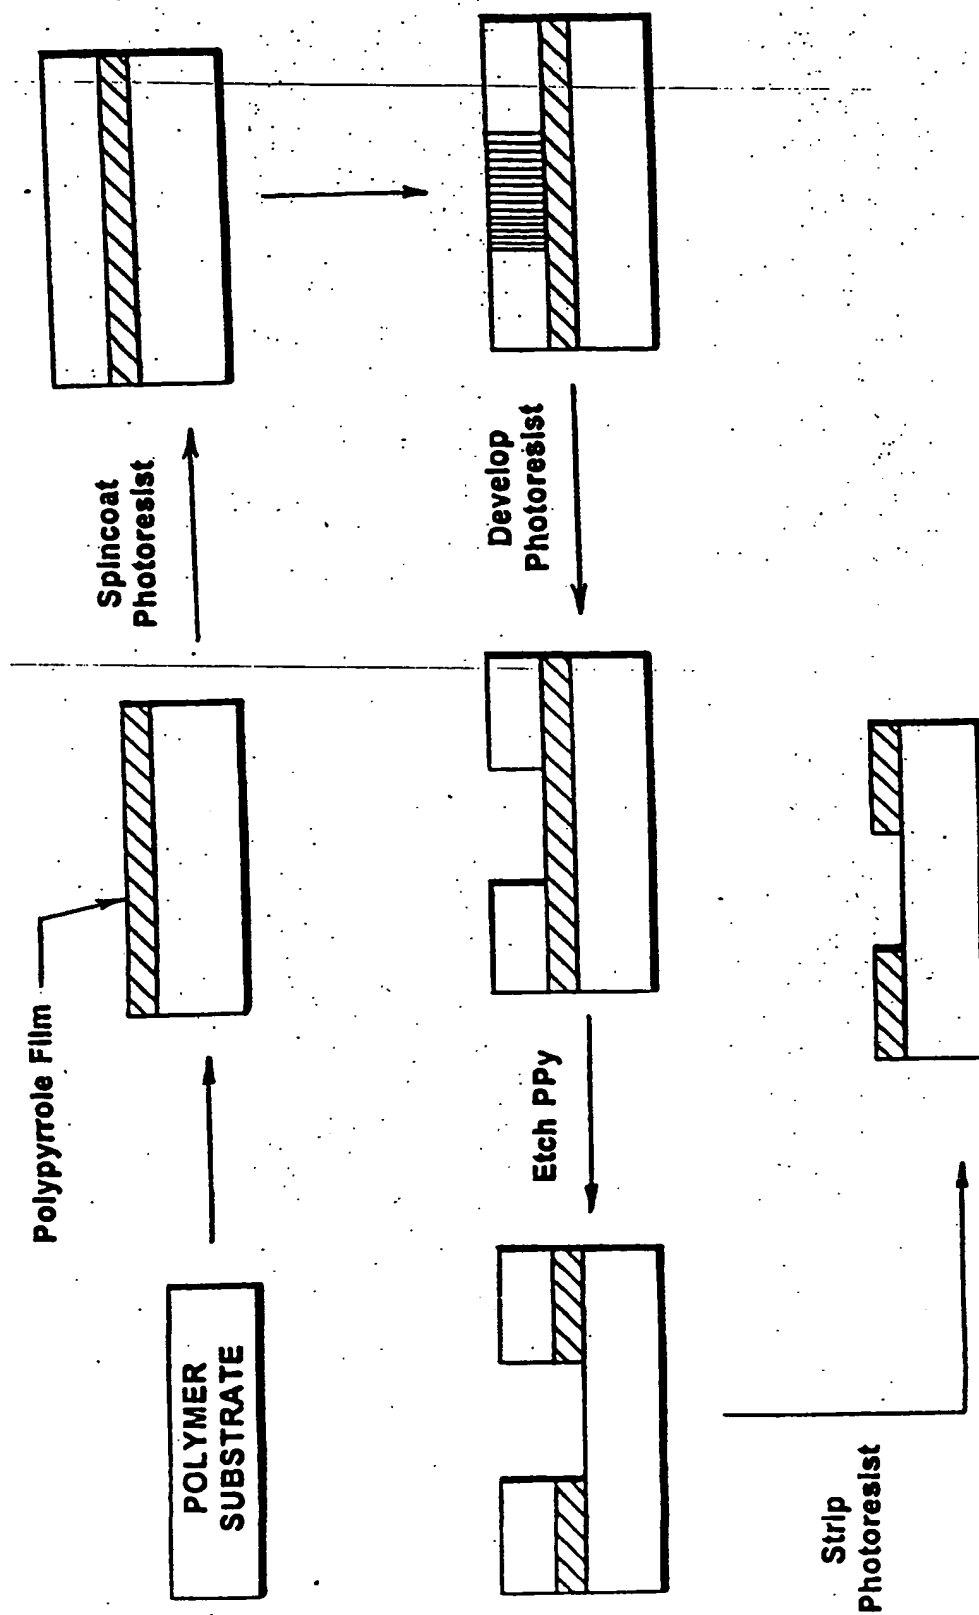 Polypyrrole Film
POLYMER
SUBSTRATE
Spincoat
Photoresist
Develop
Photoresist
Etch PPy
Strip
Photoresist